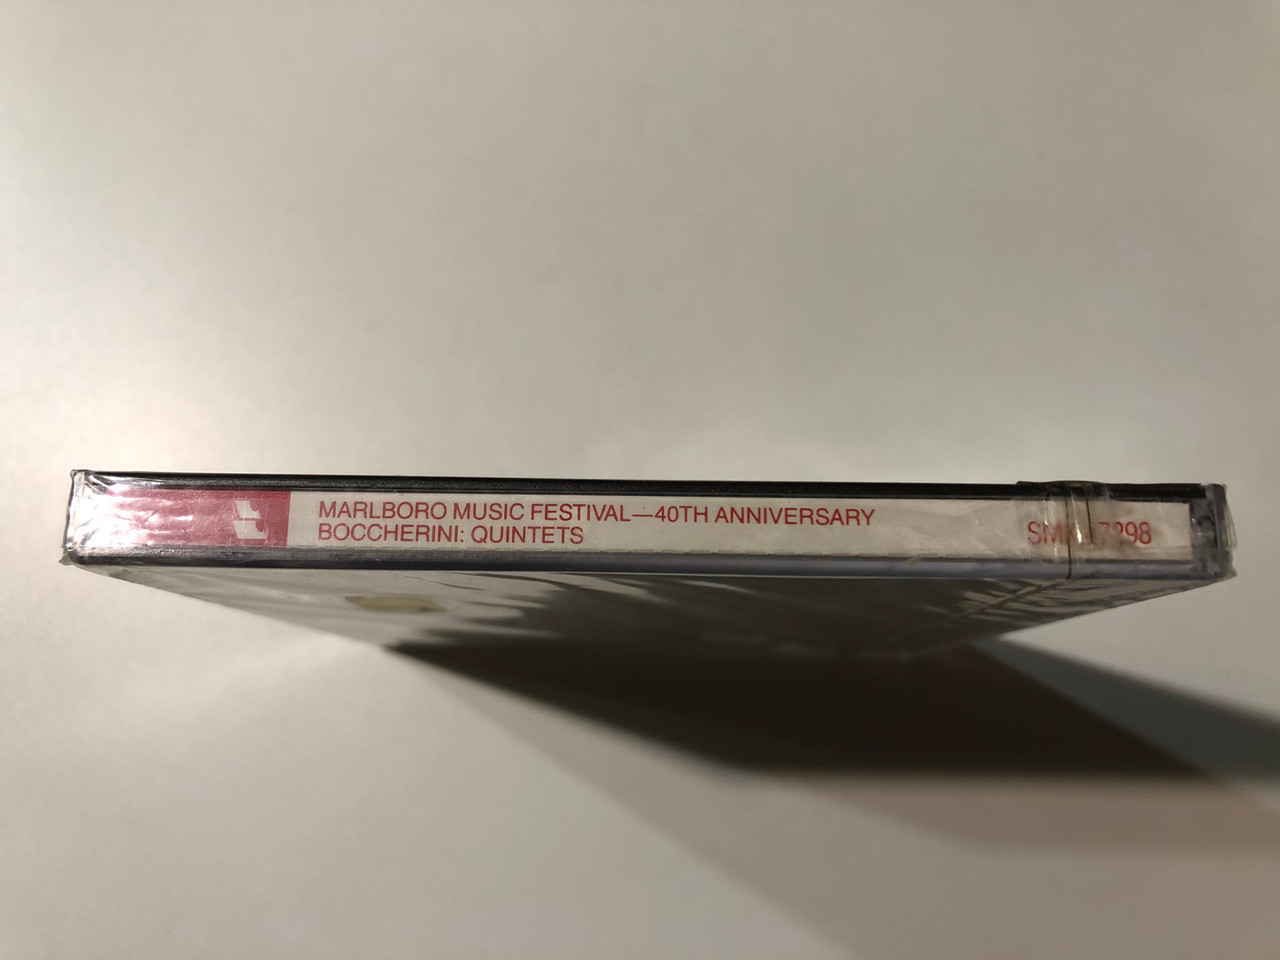 MARLBORO MUSIC FESTIVAL—40TH ANNIVERSARY
BOCCHERINI: QUINTETS